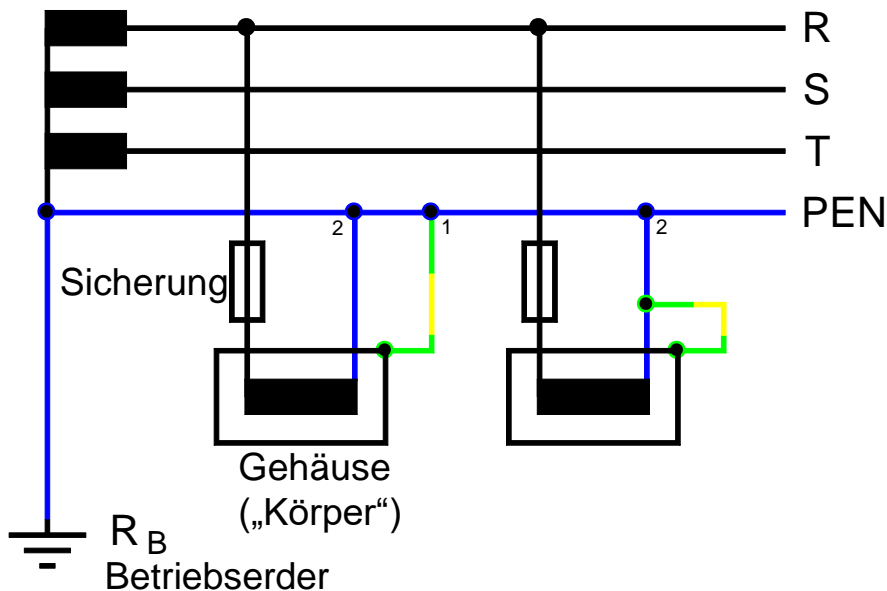 R
S
T
PEN
2
1
2
Sicherung
Gehäuse
(„Körper“)
R B
Betriebserder